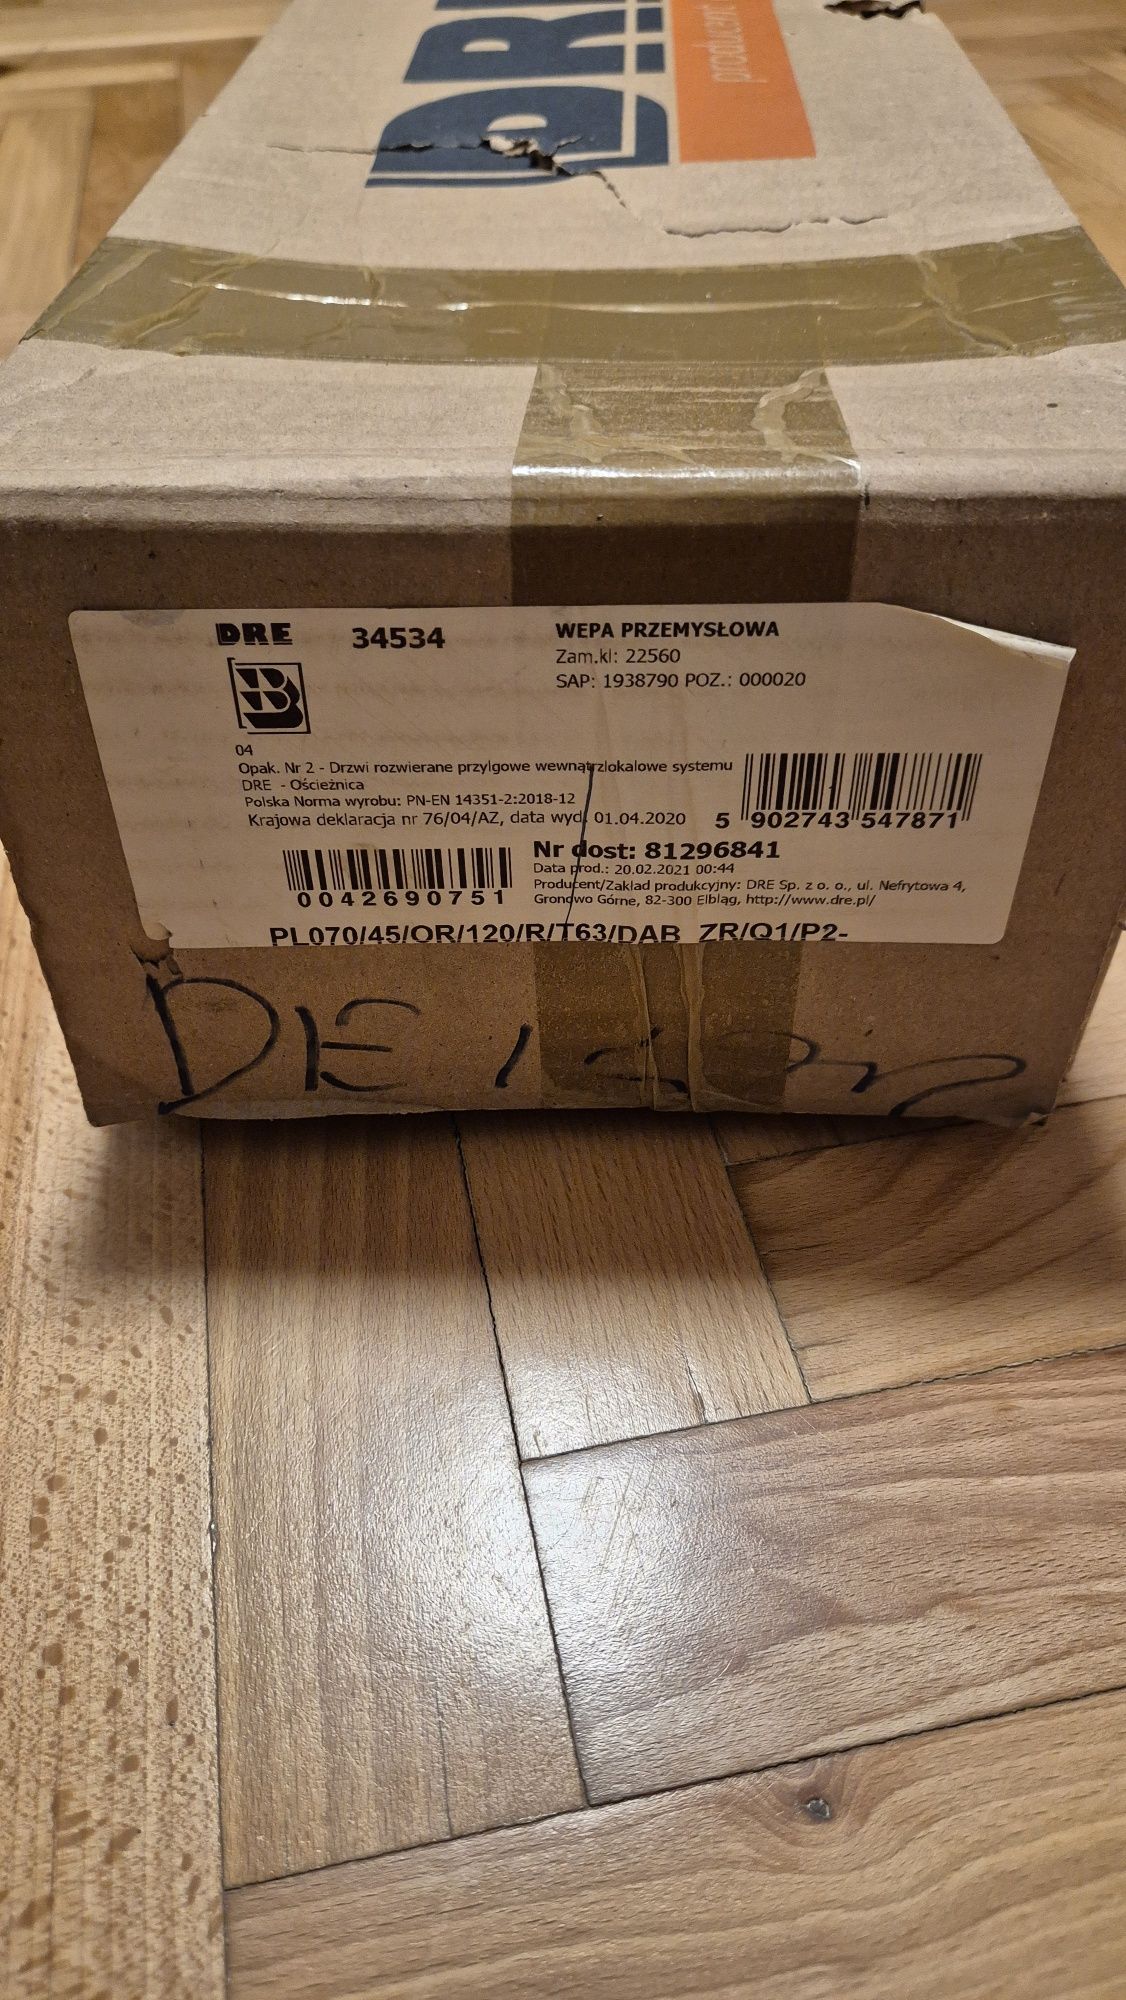 producent
DRE 34534
WEPA PRZEMYSŁOWA
Zam.kl: 22560
SAP: 1938790 POZ.: 000020
04
Opak. Nr 2 - Drzwi rozwierane przylgowe wewnątrzlokalowe systemu
DRE - Ościeżnica
Polska Norma wyrobu: PN-EN 14351-2:2018-12
Krajowa deklaracja nr 76/04/AZ, data wyd. 01.04.2020
5 902743 547871
0042690751
Nr dost: 81296841
Data prod.: 20.02.2021 00:44
Producent/Zakład produkcyjny: DRE Sp. z o. o., ul. Nefrytowa 4,
Gronowo Górne, 82-300 Elbląg, http://www.dre.pl/
PL070/45/OR/120/R/T63/DAB_ZR/Q1/P2-